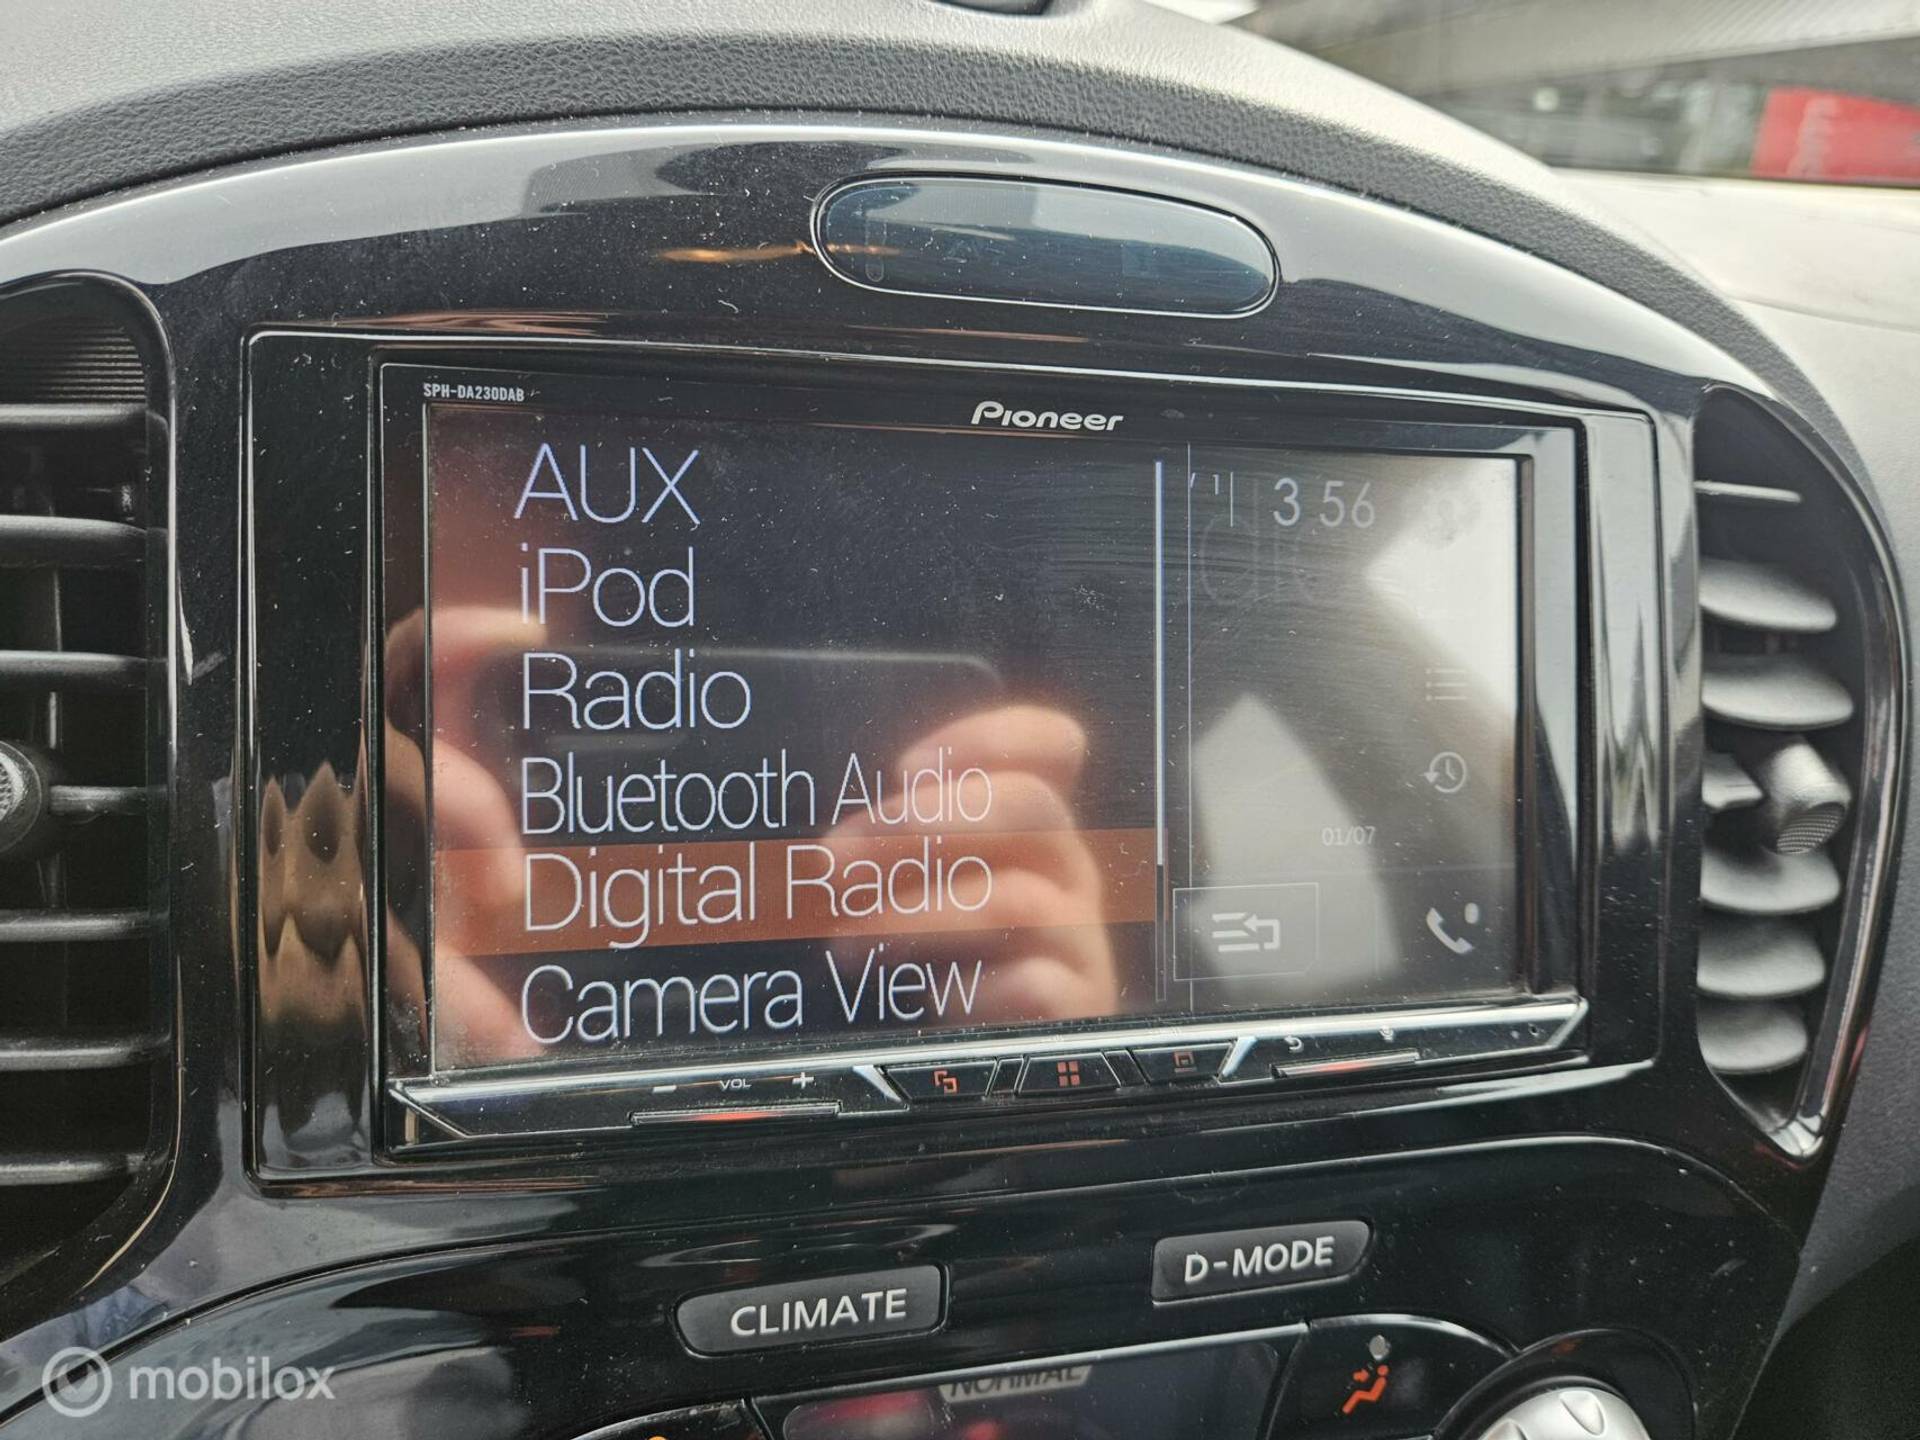 SPH-DA230DAB
Pioneer
AUX
iPod
Radio
Bluetooth Audio
Digital Radio
Camera View
3 56
01/07
VOL
D-MODE
CLIMATE
NORMAL
mobilox